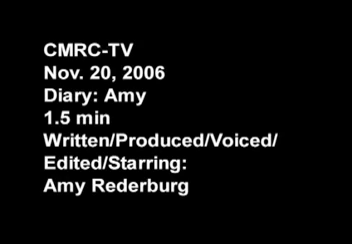 CMRC-TV
Nov. 20, 2006
Diary: Amy
1.5 min
Written/Produced/Voiced/
Edited/Starring:
Amy Rederburg